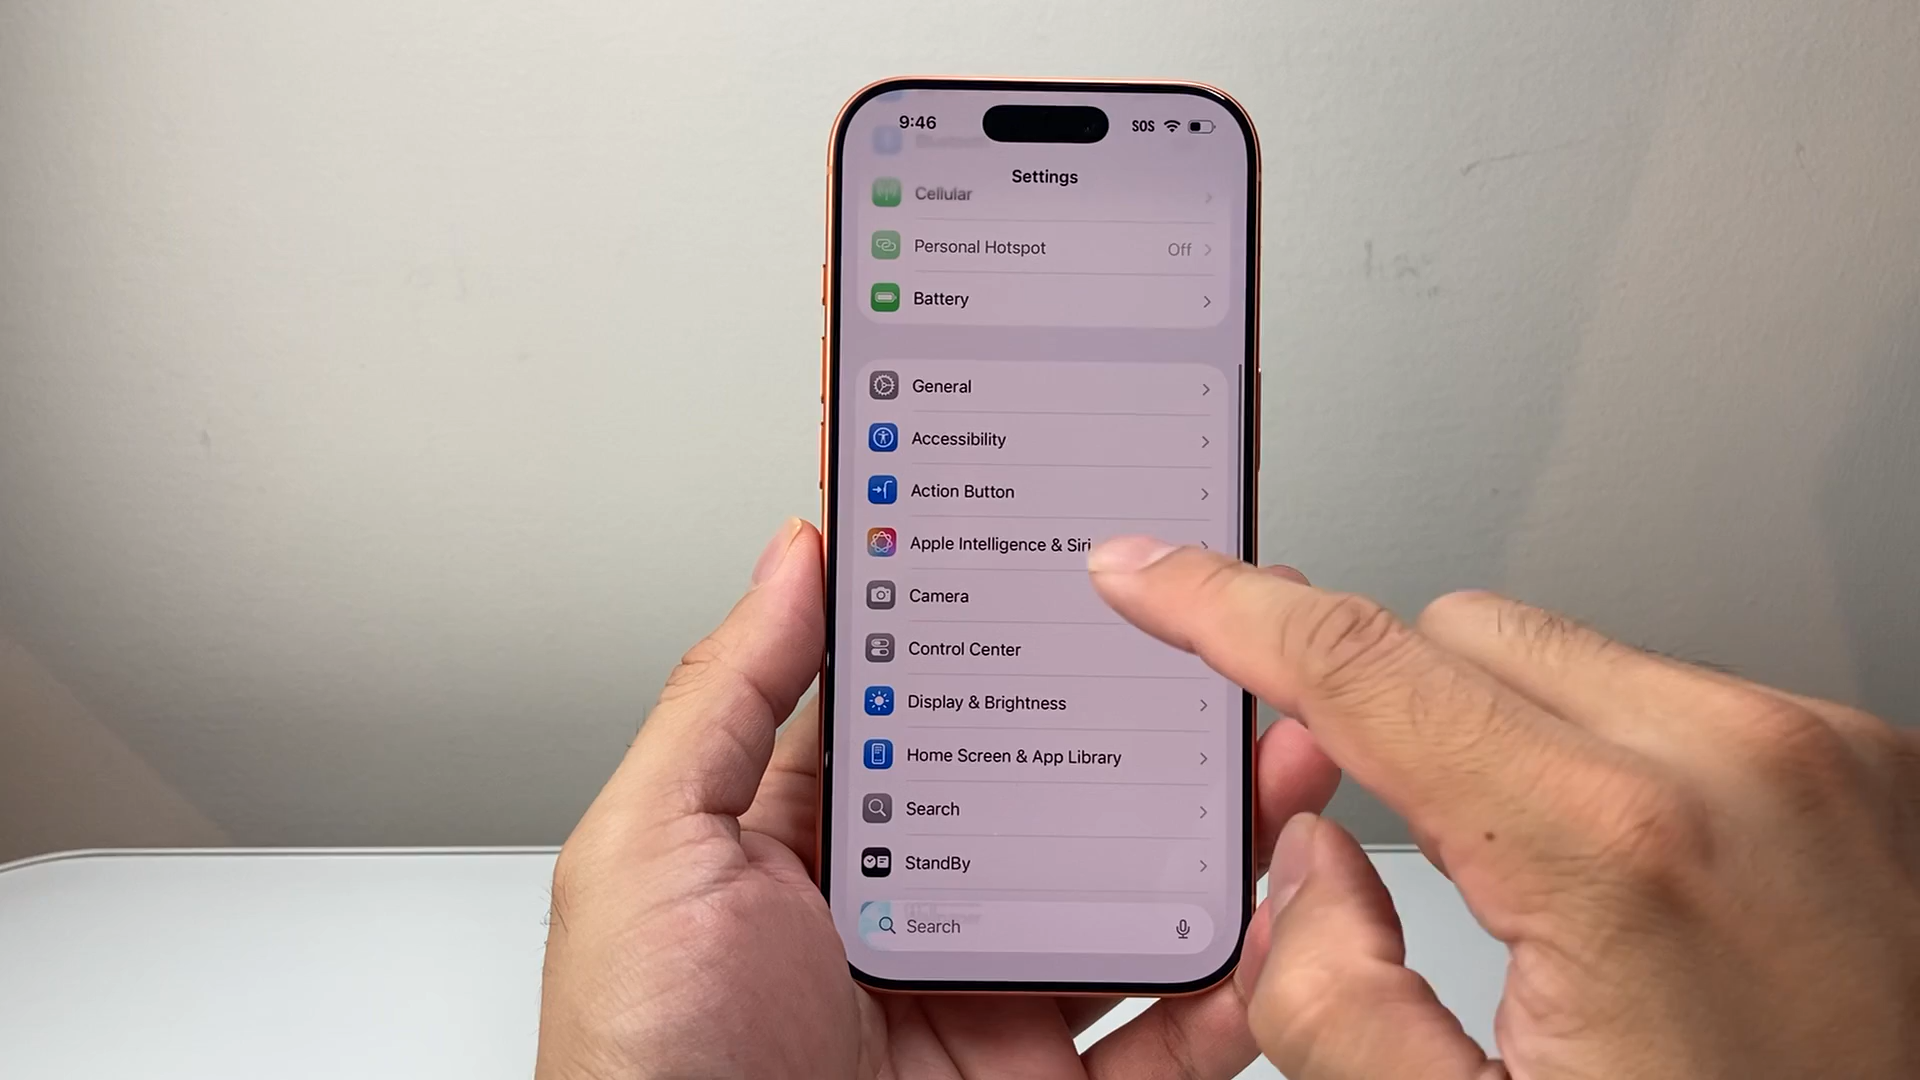 9:46
SOS
Settings
Cellular
Personal Hotspot Off
Battery
General
Accessibility
Action Button
Apple Intelligence & Siri
Camera
Control Center
Display & Brightness
Home Screen & App Library
Search
StandBy
Search